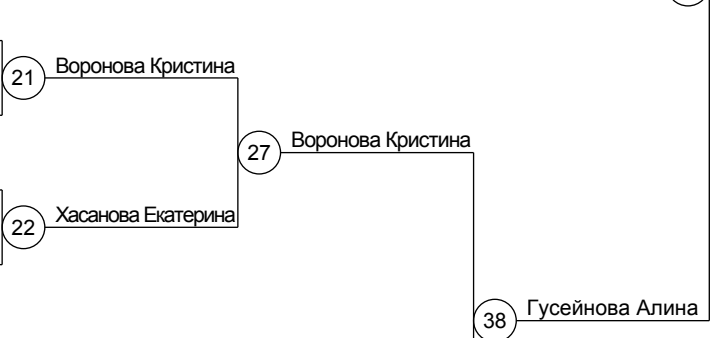 21 Воронова Кристина
27 Воронова Кристина
22 Хасанова Екатерина
38 Гусейнова Алина